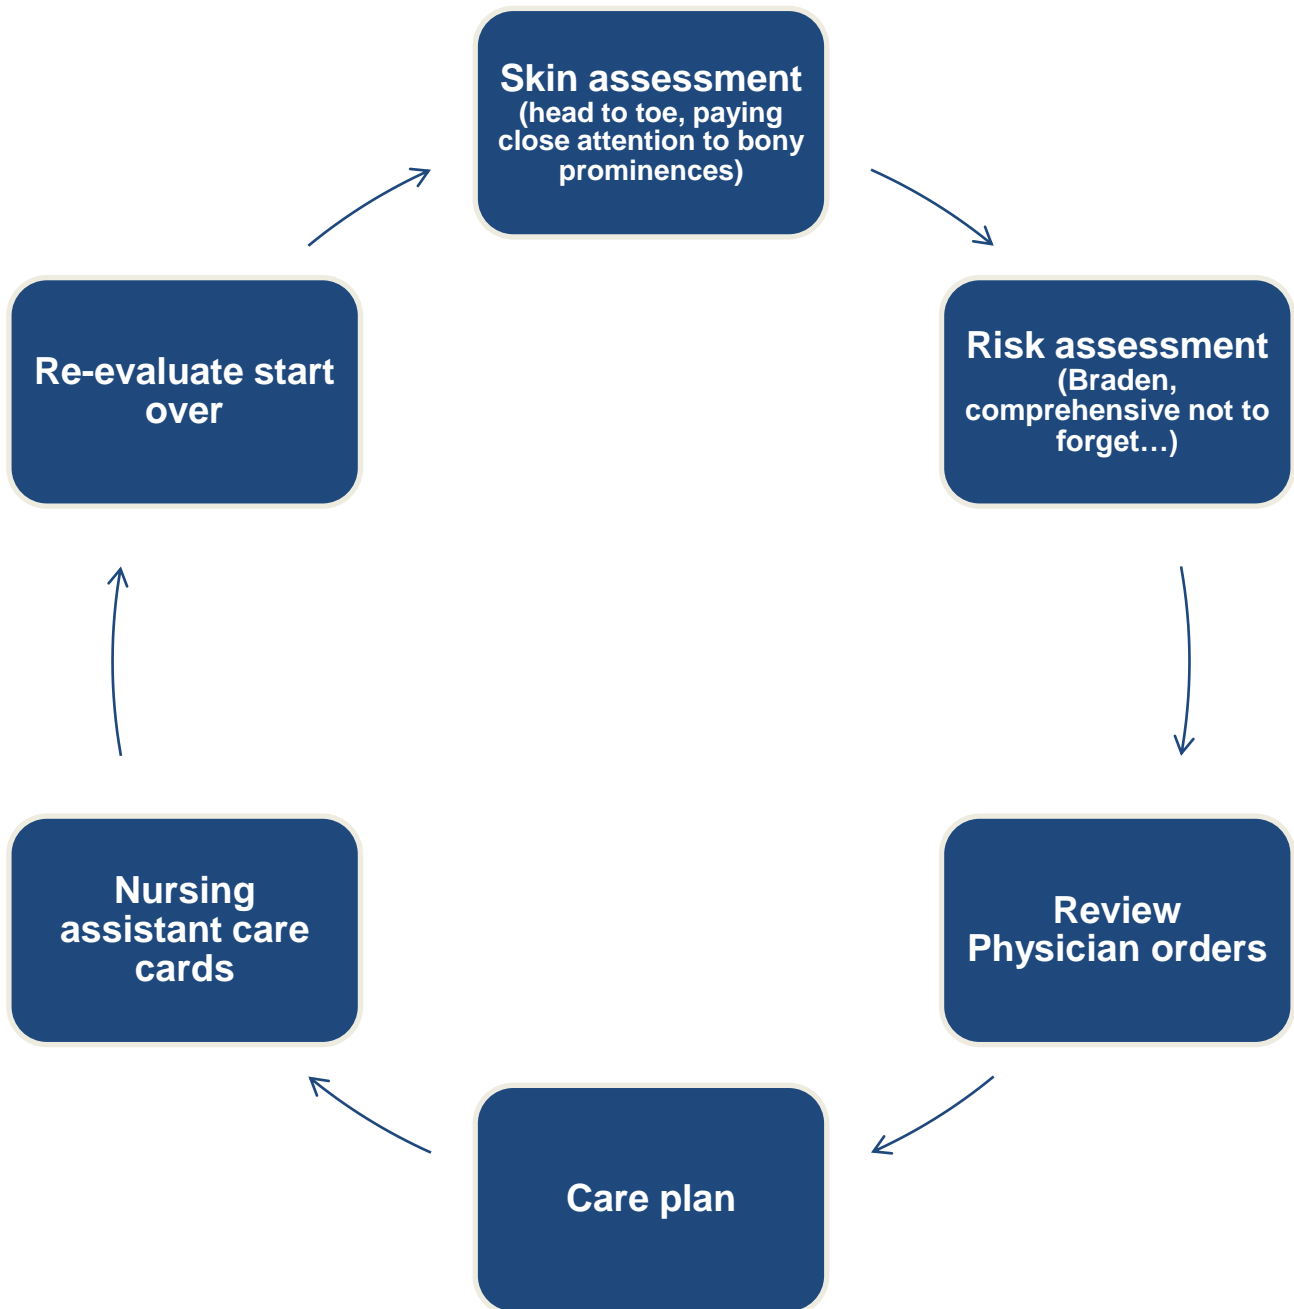 Skin assessment
(head to toe, paying
close attention to bony
prominences)
Risk assessment
(Braden,
comprehensive not to
forget…)
Review
Physician orders
Care plan
Nursing
assistant care
cards
Re-evaluate start
over